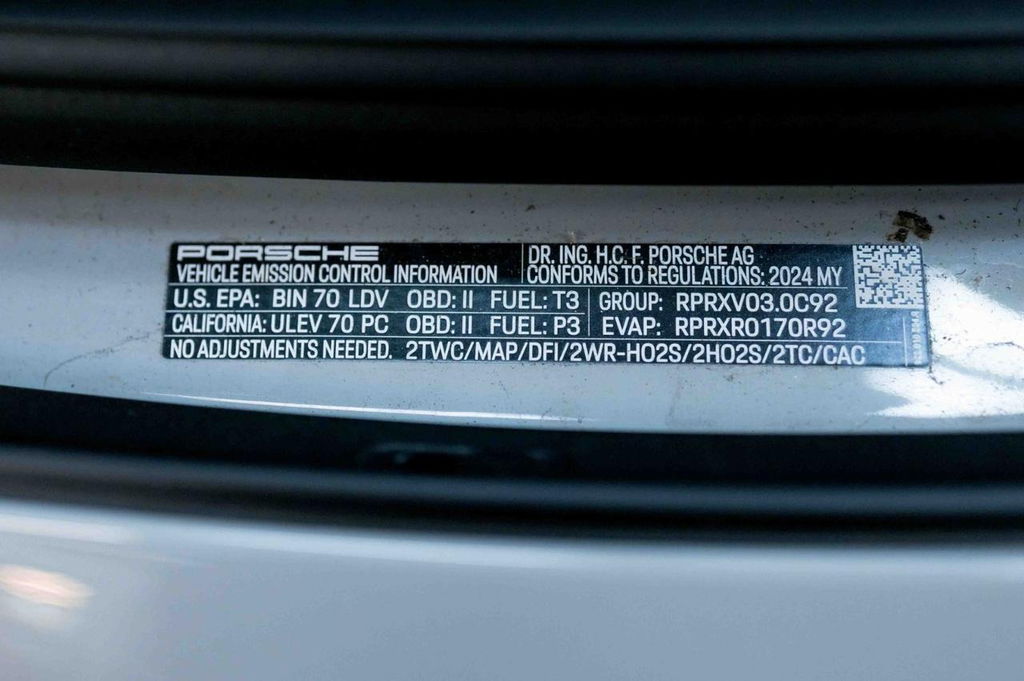 PORSCHE
VEHICLE EMISSION CONTROL INFORMATION
DR. ING. H.C. F. PORSCHE AG
CONFORMS TO REGULATIONS: 2024 MY
U.S. EPA: BIN 70 LDV OBD: II FUEL: T3 GROUP: RPRXV03.0C92
CALIFORNIA: ULEV 70 PC OBD: II FUEL: P3 EVAP: RPRXR0170R92
NO ADJUSTMENTS NEEDED. 2TWC/MAP/DFI/2WR-HO2S/2HO2S/2TC/CAC